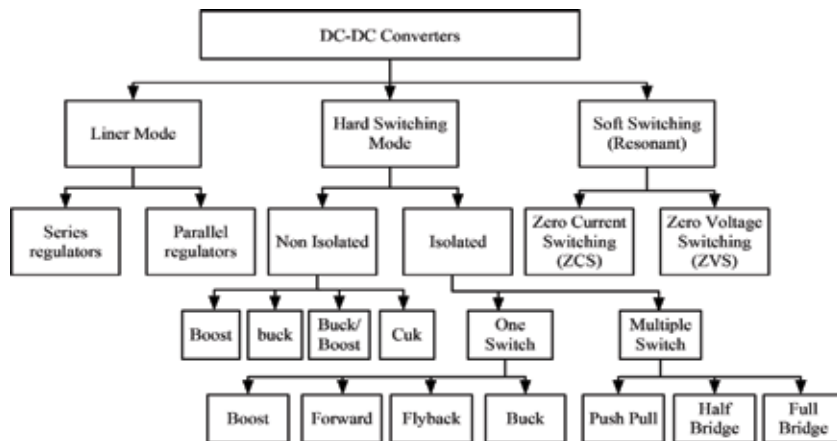 DC-DC Converters
Liner Mode
Hard Switching
Mode
Soft Switching
(Resonant)
Series
regulators
Parallel
regulators
Non Isolated
Isolated
Zero Current
Switching
(ZCS)
Zero Voltage
Switching
(ZVS)
Boost
buck
Buck/
Boost
Cuk
One
Switch
Multiple
Switch
Boost
Forward
Flyback
Buck
Push Pull
Half
Bridge
Full
Bridge